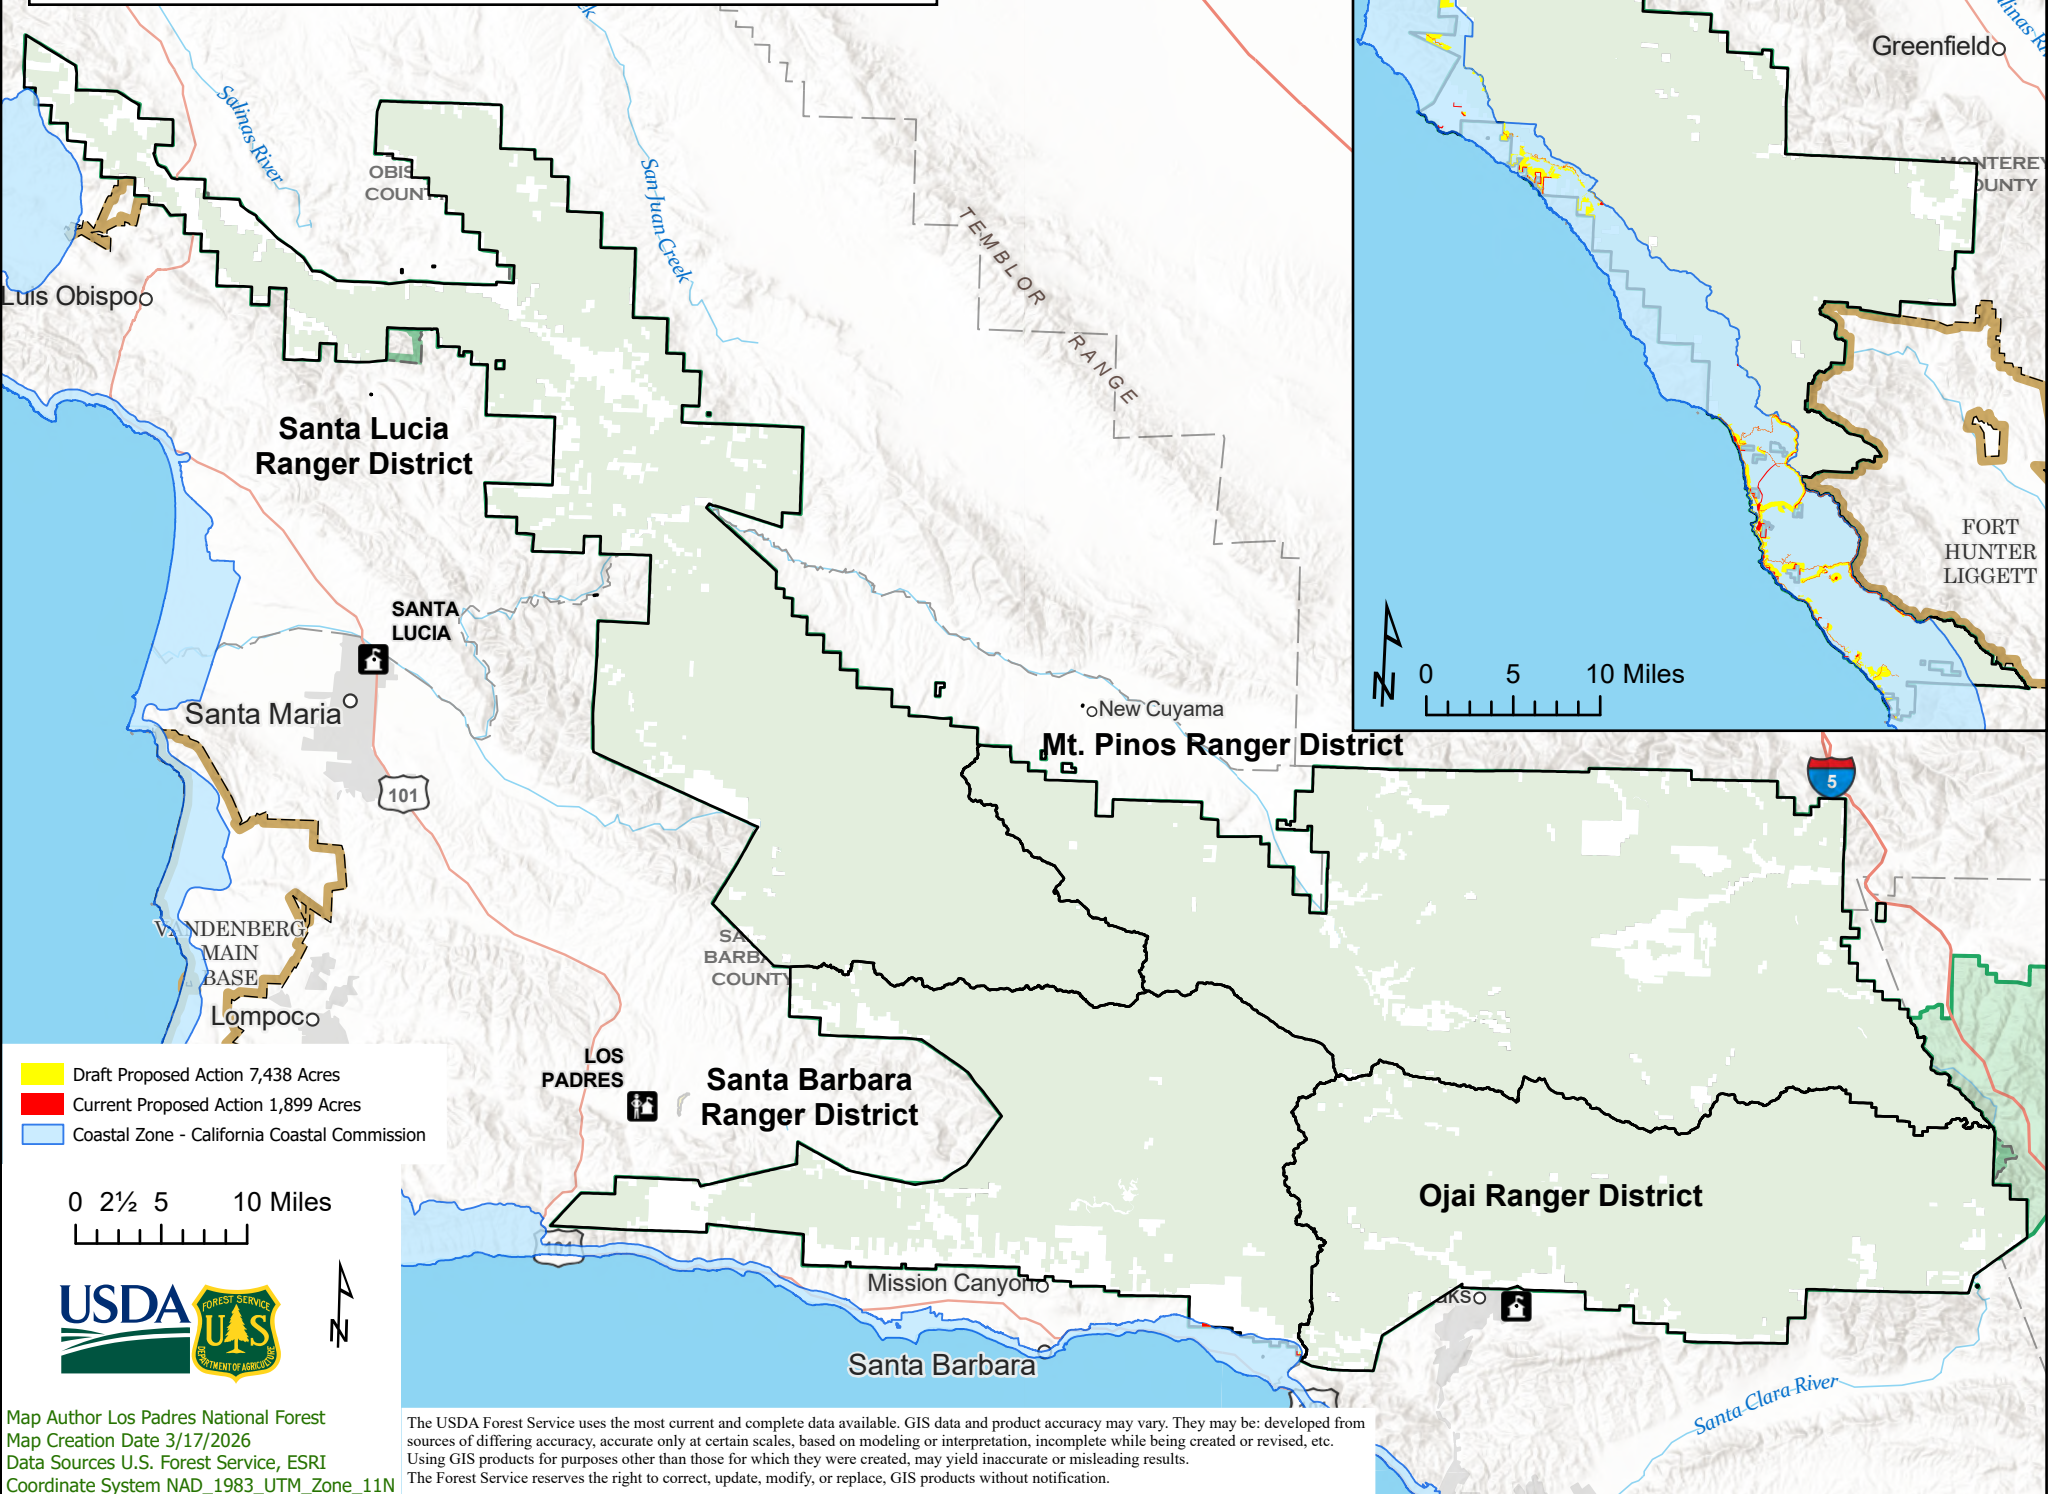 Salinas River
San Juan Creek
OBIS
COUNT
Luis Obispo
TEMBLOR RANGE
Santa Lucia
Ranger District
SANTA
LUCIA
Santa Maria
101
New Cuyama
Mt. Pinos Ranger District
5
VANDENBERG
MAIN
BASE
Lompoc
BARBA
COUNTY
LOS
PADRES
Santa Barbara
Ranger District
Ojai Ranger District
Mission Canyon
Santa Barbara
aks
Santa Clara River
Greenfield
MONTEREY
OUNTY
FORT
HUNTER
LIGGETT
N
0 5 10 Miles
Draft Proposed Action 7,438 Acres
Current Proposed Action 1,899 Acres
Coastal Zone - California Coastal Commission
0 2½ 5 10 Miles
N
USDA
FOREST SERVICE
US
DEPARTMENT OF AGRICULTURE
Map Author Los Padres National Forest
Map Creation Date 3/17/2026
Data Sources U.S. Forest Service, ESRI
Coordinate System NAD_1983_UTM_Zone_11N
The USDA Forest Service uses the most current and complete data available. GIS data and product accuracy may vary. They may be: developed from
sources of differing accuracy, accurate only at certain scales, based on modeling or interpretation, incomplete while being created or revised, etc.
Using GIS products for purposes other than those for which they were created, may yield inaccurate or misleading results.
The Forest Service reserves the right to correct, update, modify, or replace, GIS products without notification.